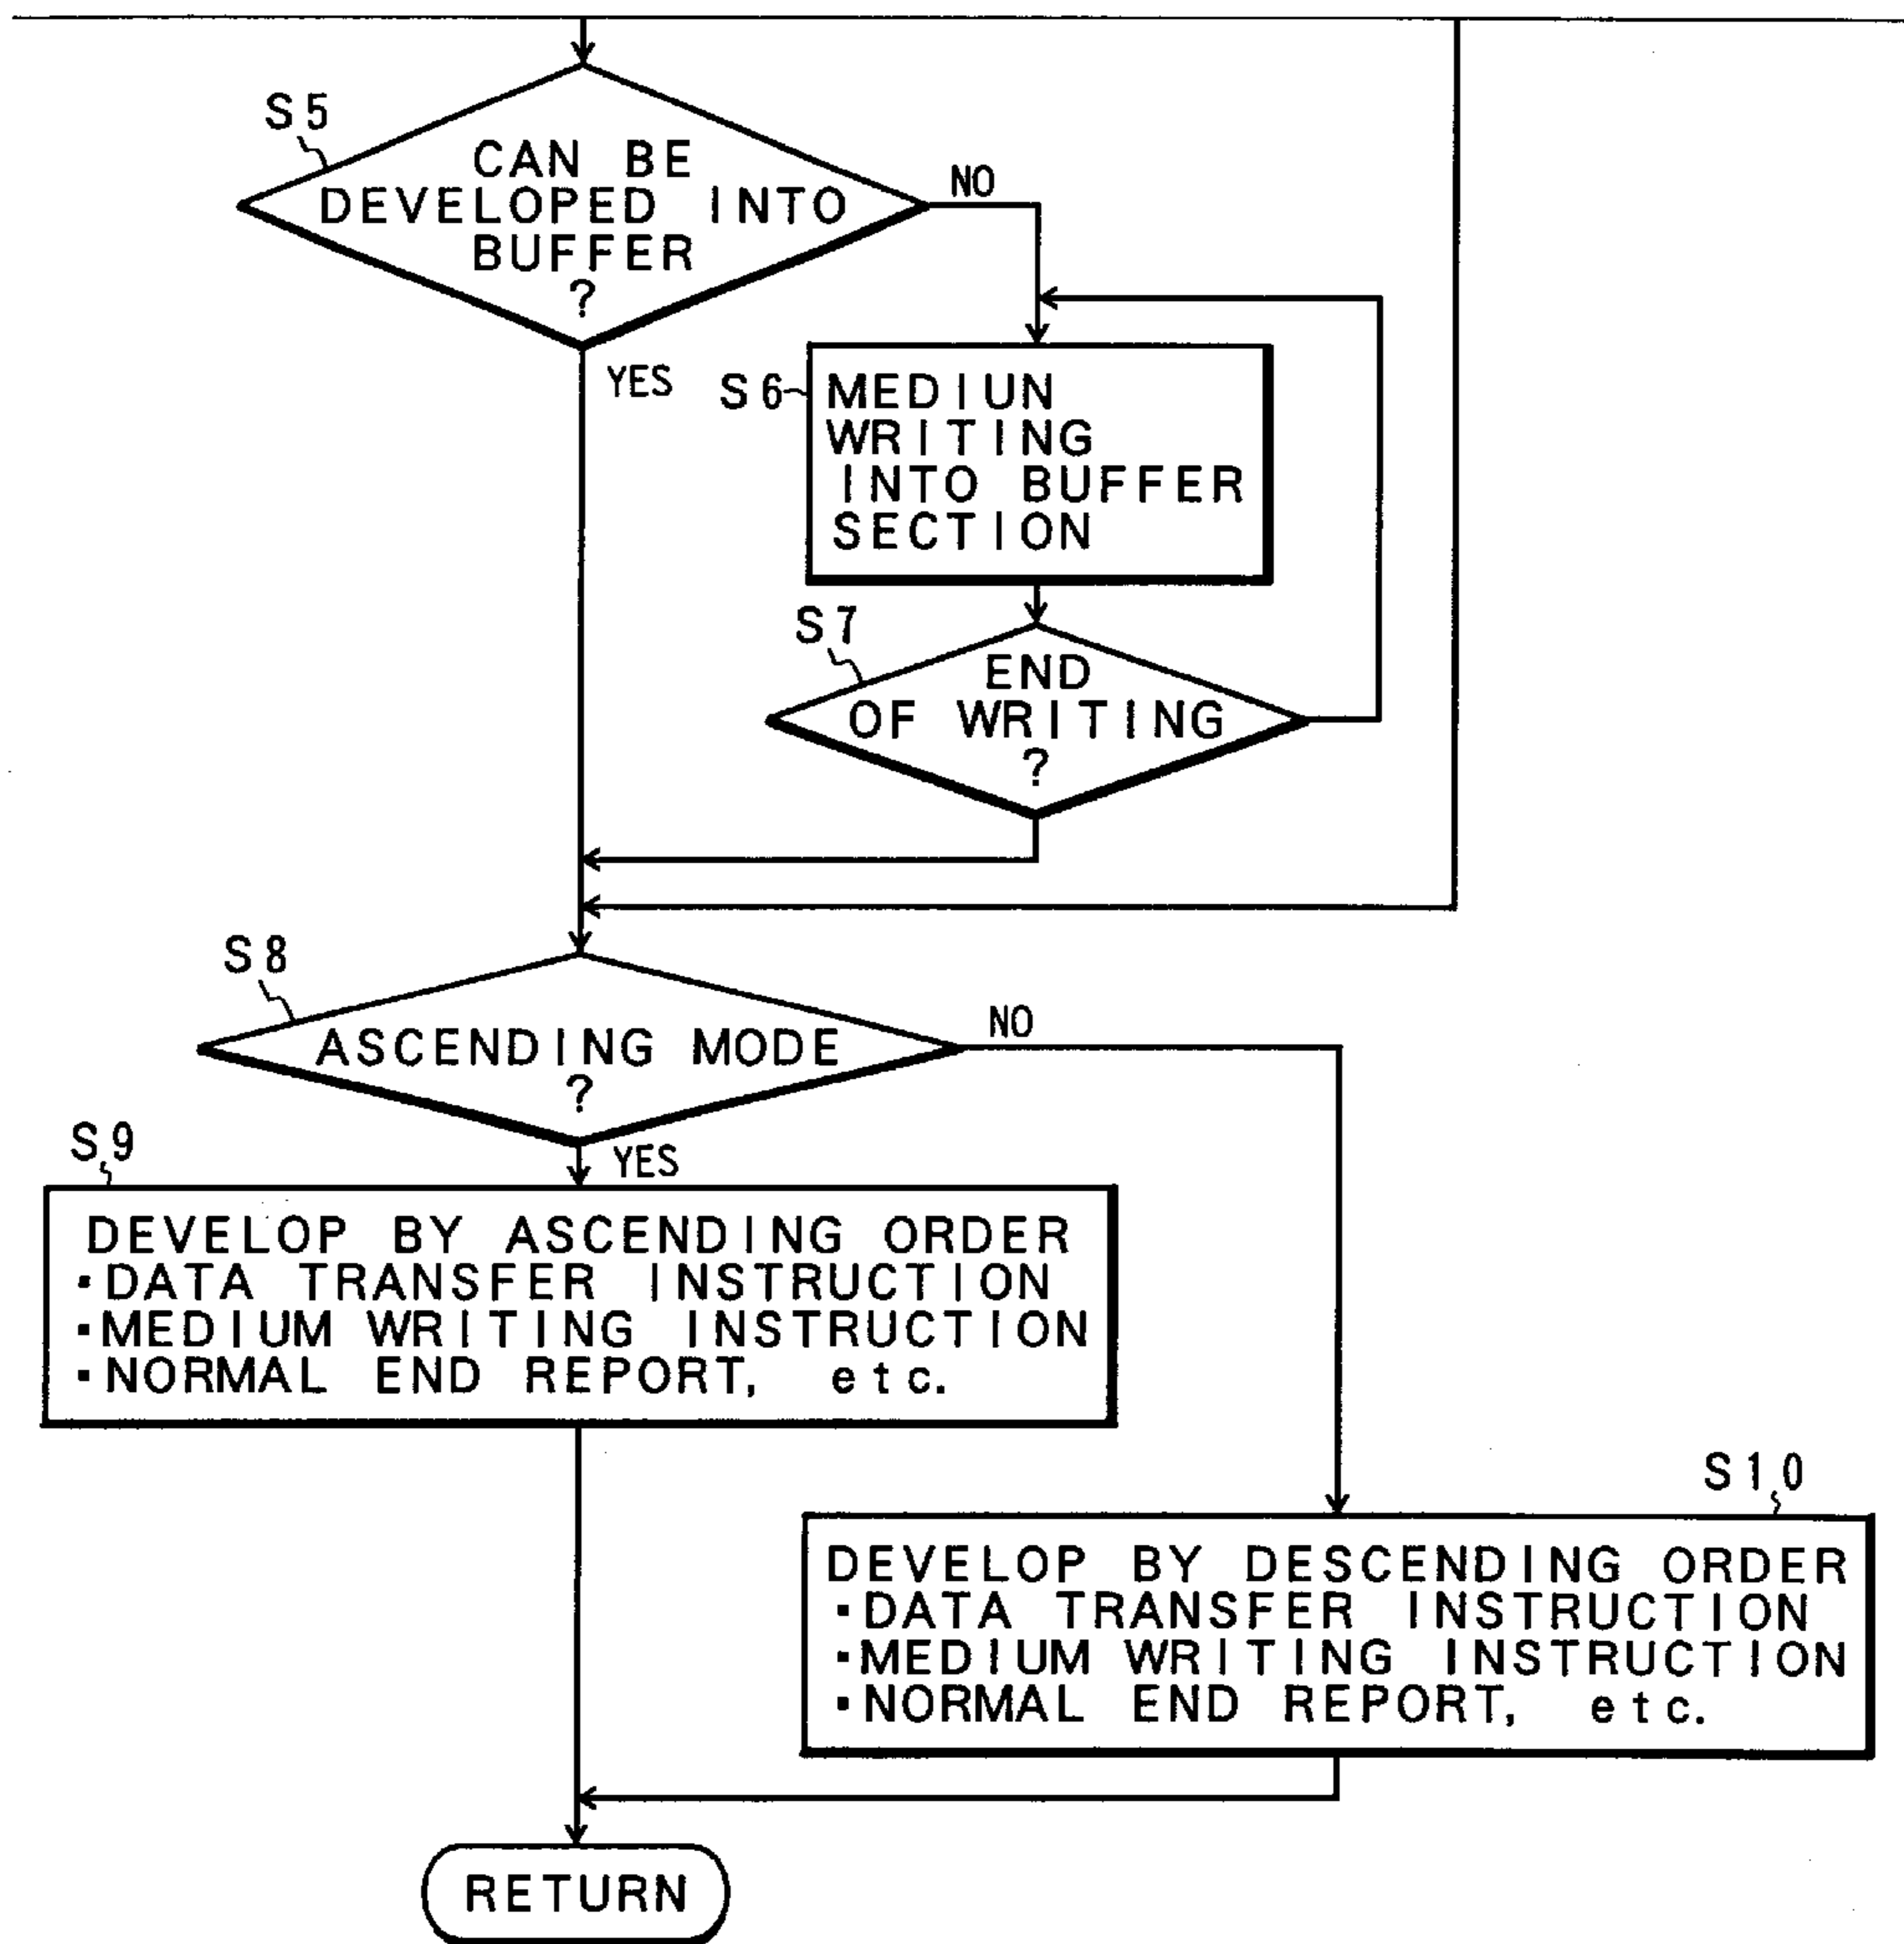 S5
CAN BE
DEVELOPED INTO
BUFFER
?
NO
YES
S6
MEDIUN
WRITING
INTO BUFFER
SECTION
S7
END
OF WRITING
?
S8
ASCENDING MODE
?
NO
YES
S9
DEVELOP BY ASCENDING ORDER
▪DATA TRANSFER INSTRUCTION
▪MEDIUM WRITING INSTRUCTION
▪NORMAL END REPORT, etc.
S10
DEVELOP BY DESCENDING ORDER
▪DATA TRANSFER INSTRUCTION
▪MEDIUM WRITING INSTRUCTION
▪NORMAL END REPORT, etc.
RETURN